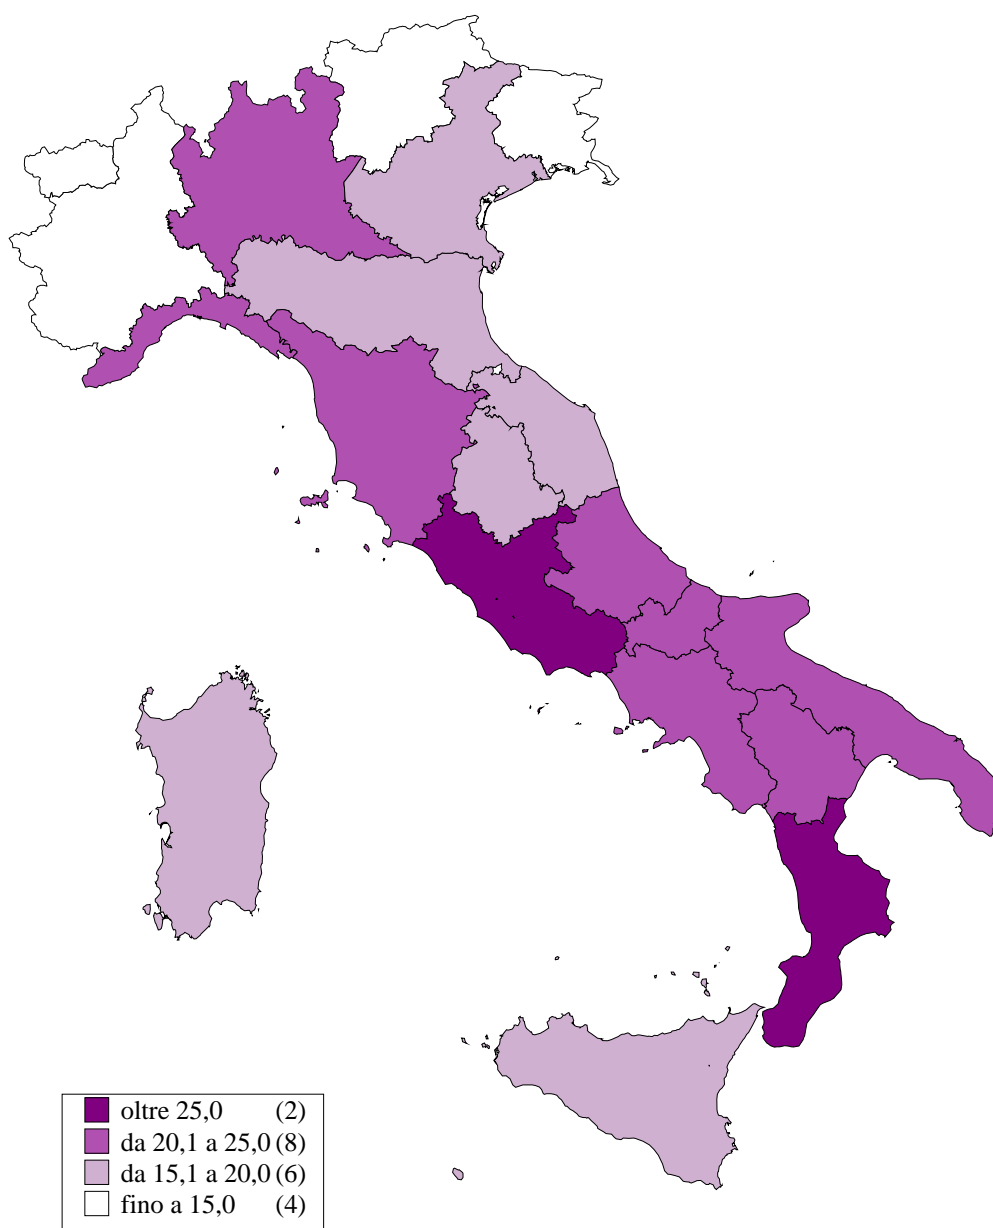 oltre 25,0 (2)
da 20,1 a 25,0 (8)
da 15,1 a 20,0 (6)
fino a 15,0 (4)